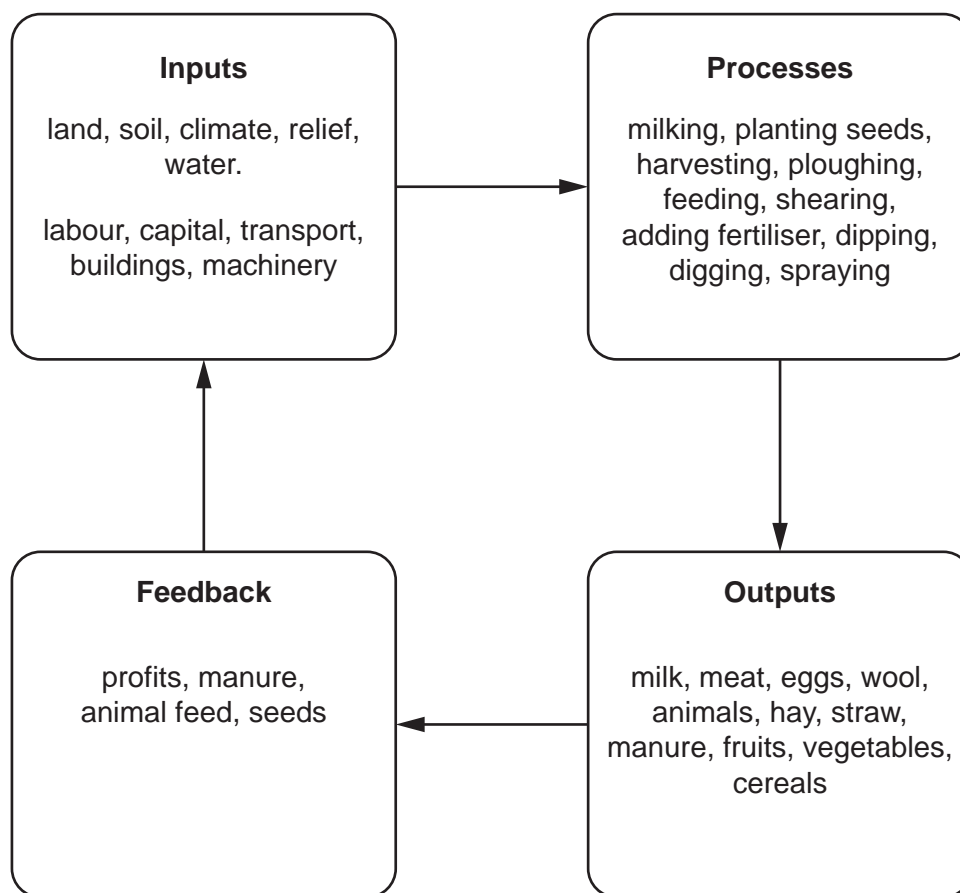 Inputs
land, soil, climate, relief,
water.
labour, capital, transport,
buildings, machinery
Processes
milking, planting seeds,
harvesting, ploughing,
feeding, shearing,
adding fertiliser, dipping,
digging, spraying
Feedback
profits, manure,
animal feed, seeds
Outputs
milk, meat, eggs, wool,
animals, hay, straw,
manure, fruits, vegetables,
cereals